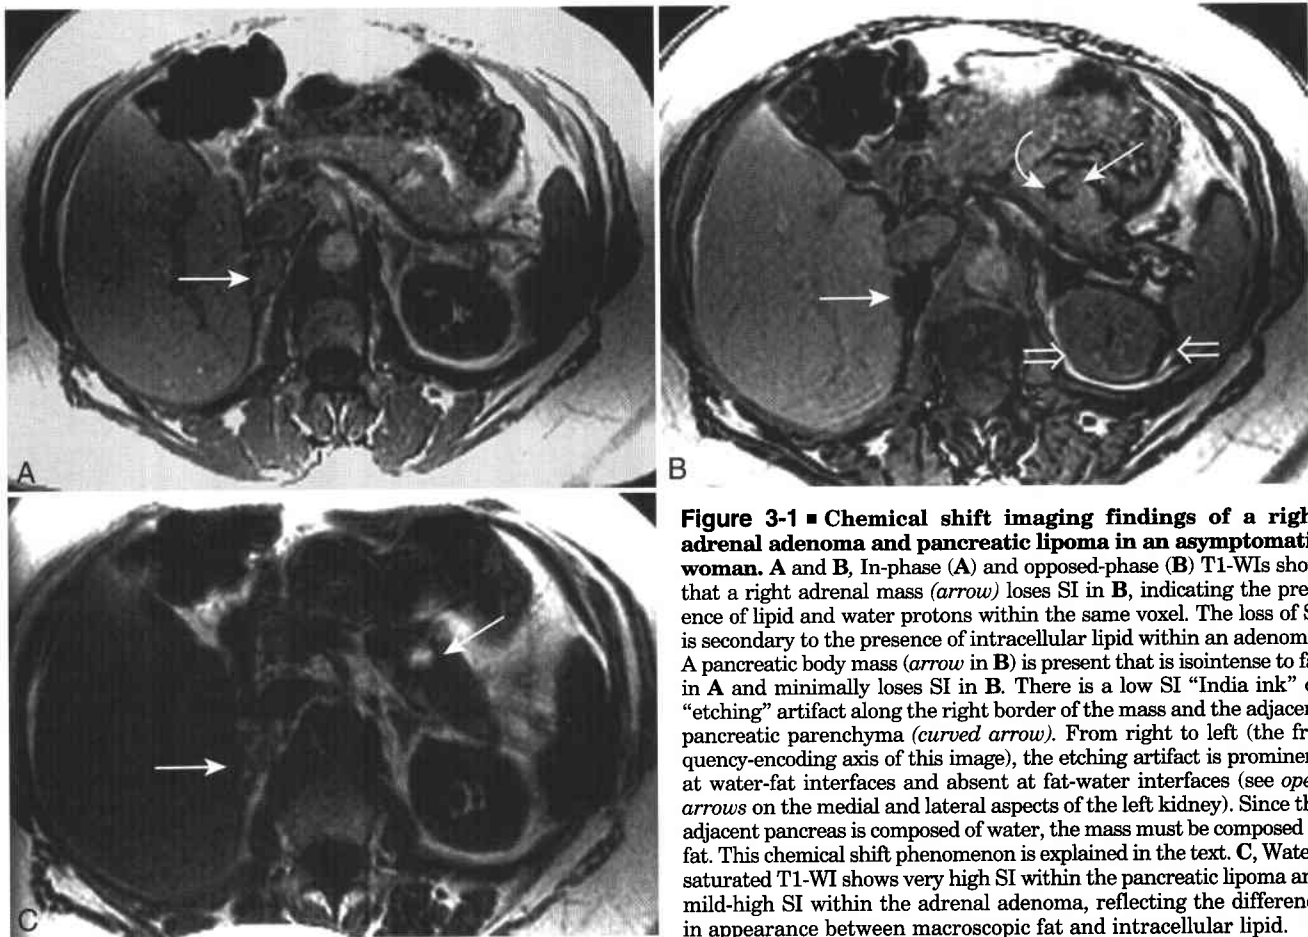 A
B
C
Figure 3-1 ■ Chemical shift imaging findings of a righ
adrenal adenoma and pancreatic lipoma in an asymptomati
woman. A and B, In-phase (A) and opposed-phase (B) T1-WIs sho
that a right adrenal mass (arrow) loses SI in B, indicating the pre
ence of lipid and water protons within the same voxel. The loss of S
is secondary to the presence of intracellular lipid within an adenom
A pancreatic body mass (arrow in B) is present that is isointense to fa
in A and minimally loses SI in B. There is a low SI “India ink” o
“etching” artifact along the right border of the mass and the adjacen
pancreatic parenchyma (curved arrow). From right to left (the fr
quency-encoding axis of this image), the etching artifact is prominen
at water-fat interfaces and absent at fat-water interfaces (see ope
arrows on the medial and lateral aspects of the left kidney). Since th
adjacent pancreas is composed of water, the mass must be composed
fat. This chemical shift phenomenon is explained in the text. C, Wate
saturated T1-WI shows very high SI within the pancreatic lipoma an
mild-high SI within the adrenal adenoma, reflecting the differenc
in appearance between macroscopic fat and intracellular lipid.